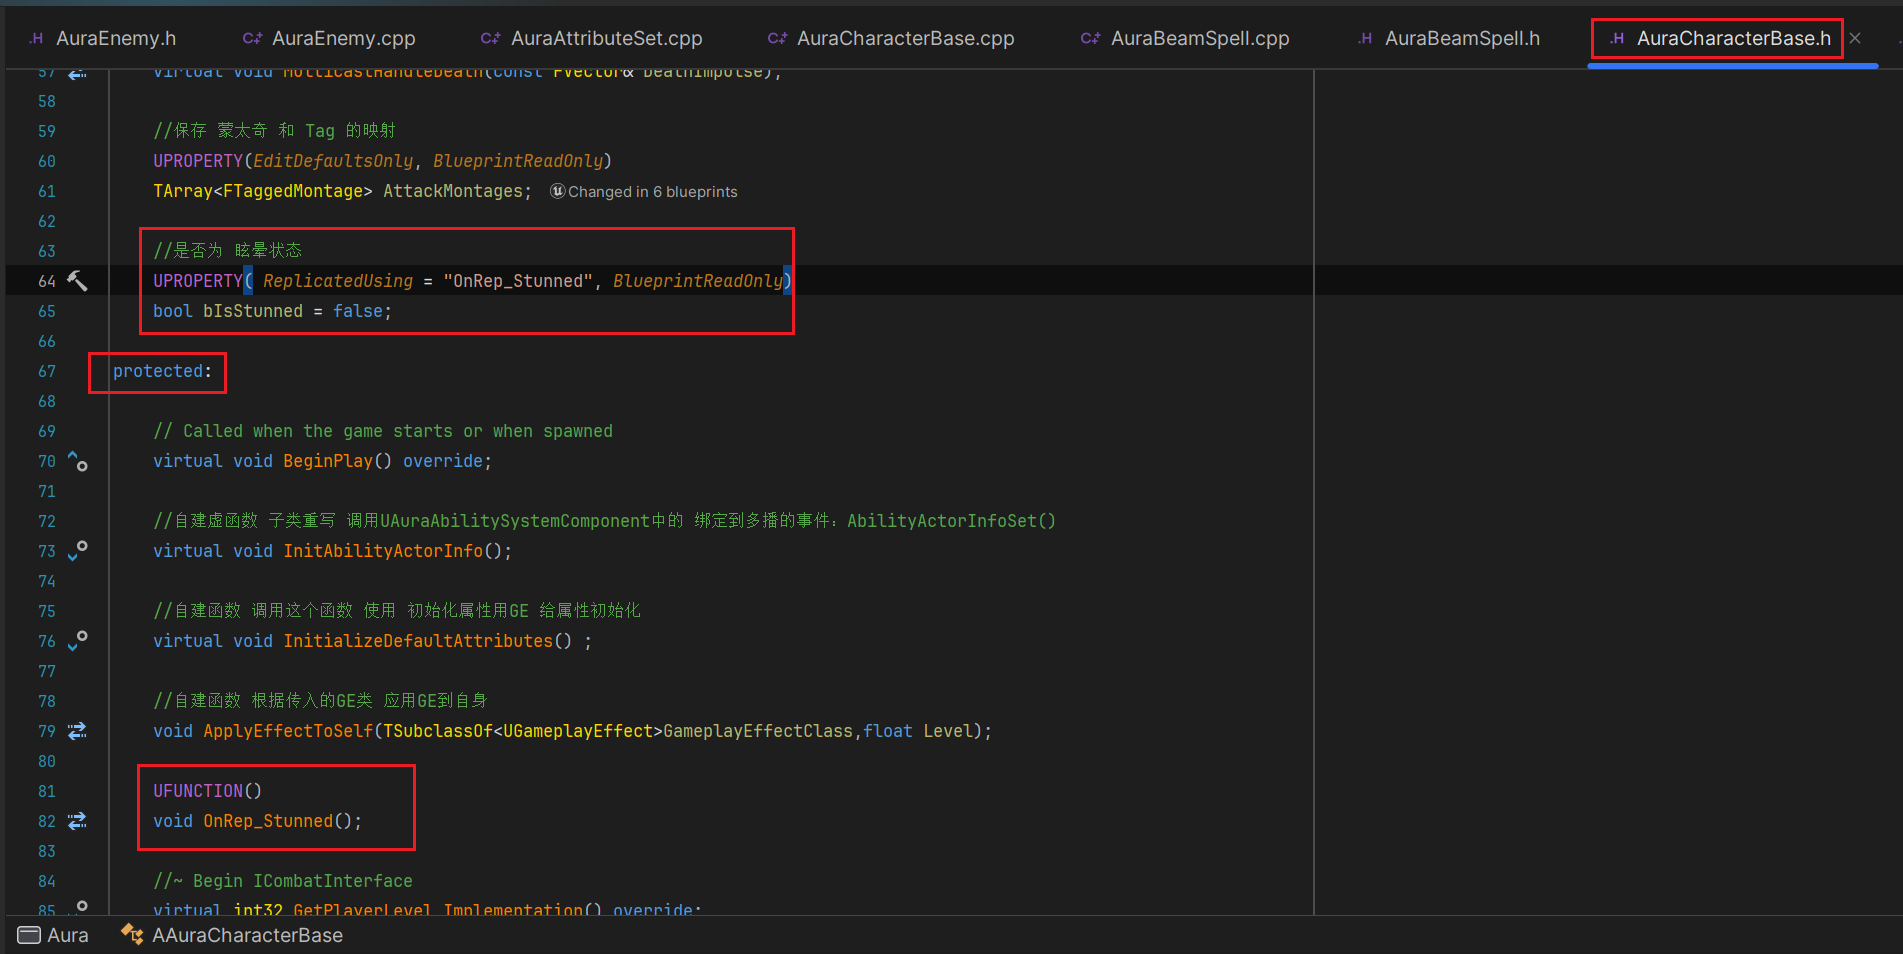 AuraEnemy.h AuraEnemy.cpp AuraAttributeSet.cpp AuraCharacterBase.cpp AuraBeamSpell.cpp AuraBeamSpell.h AuraCharacterBase.h
57 virtual void MulticastHandleDeath(const FVector& DeathImpulse);
58
59 //保存 蒙太奇 和 Tag 的映射
60 UPROPERTY(EditDefaultsOnly, BlueprintReadOnly)
61 TArray<FTaggedMontage> AttackMontages; Changed in 6 blueprints
62
63 //是否为 眩晕状态
64 UPROPERTY( ReplicatedUsing = "OnRep_Stunned", BlueprintReadOnly)
65 bool bIsStunned = false;
66
67 protected:
68
69 // Called when the game starts or when spawned
70 virtual void BeginPlay() override;
71
72 //自建虚函数 子类重写 调用UAuraAbilitySystemComponent中的 绑定到多播的事件：AbilityActorInfoSet()
73 virtual void InitAbilityActorInfo();
74
75 //自建函数 调用这个函数 使用 初始化属性用GE 给属性初始化
76 virtual void InitializeDefaultAttributes() ;
77
78 //自建函数 根据传入的GE类 应用GE到自身
79 void ApplyEffectToSelf(TSubclassOf<UGameplayEffect>GameplayEffectClass,float Level);
80
81 UFUNCTION()
82 void OnRep_Stunned();
83
84 //~ Begin ICombatInterface
85 virtual int32 GetPlayerLevel_Implementation() override;
Aura AAuraCharacterBase